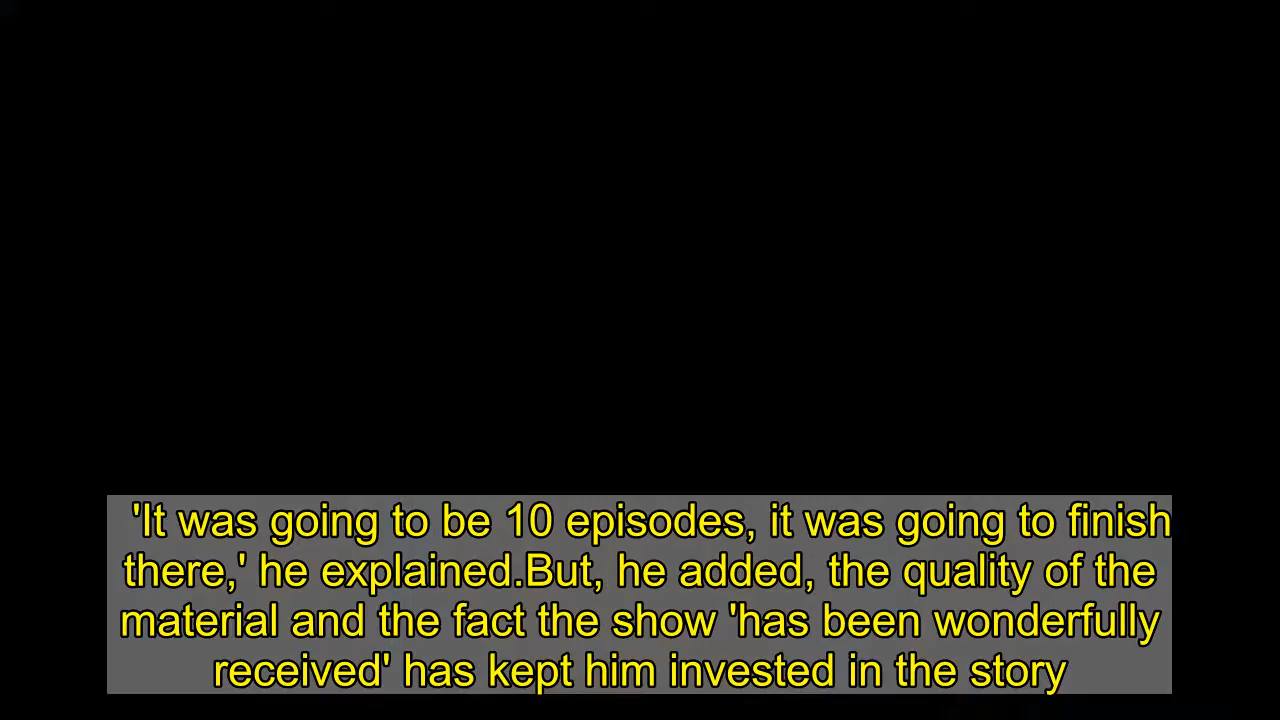 'It was going to be 10 episodes, it was going to finish
there,' he explained.But, he added, the quality of the
material and the fact the show 'has been wonderfully
received' has kept him invested in the story